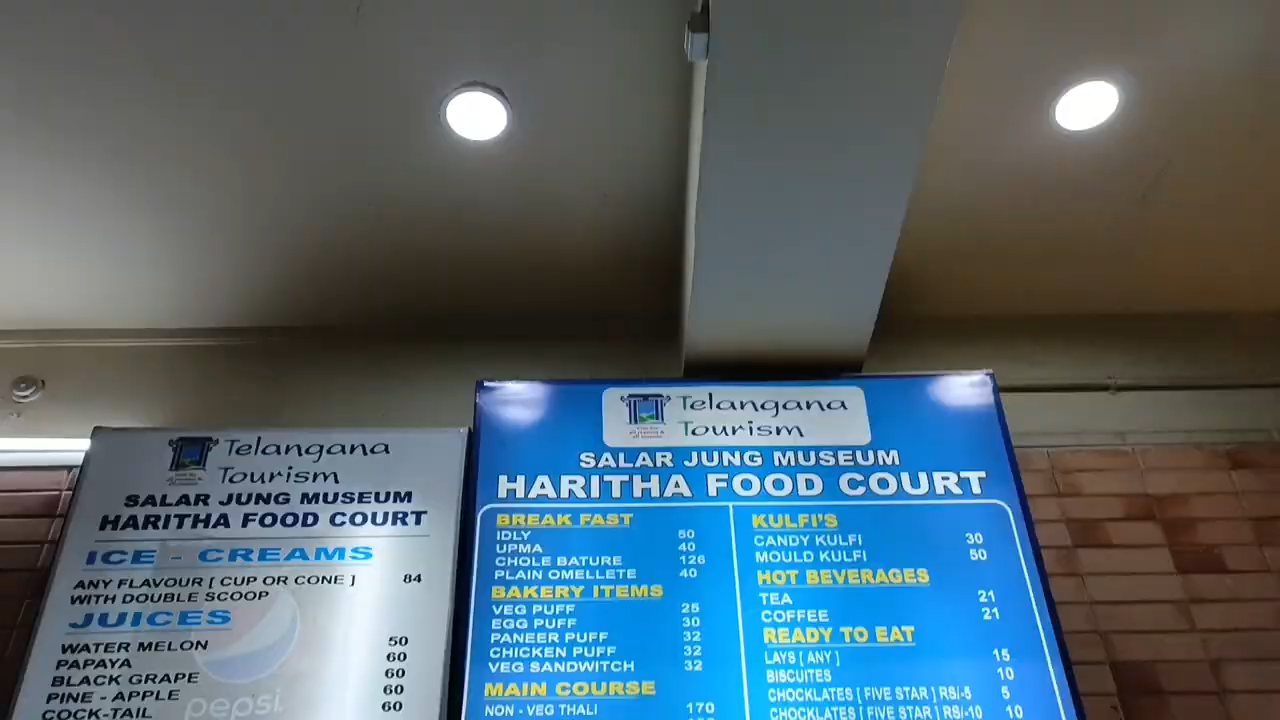 Telangana
Tourism
SALAR JUNG MUSEUM
HARITHA FOOD COURT
ICE - CREAMS
ANY FLAVOUR [ CUP OR CONE ] 84
WITH DOUBLE SCOOP
JUICES
WATER MELON 50
PAPAYA 60
BLACK GRAPE 60
PINE - APPLE 60
COCK-TAIL 60
pepsi
Telangana
Tourism
SALAR JUNG MUSEUM
HARITHA FOOD COURT
BREAK FAST
IDLY 50
UPMA 40
CHOLE BATURE 126
PLAIN OMELLETE 40
BAKERY ITEMS
VEG PUFF 25
EGG PUFF 30
PANEER PUFF 32
CHICKEN PUFF 32
VEG SANDWITCH 32
MAIN COURSE
NON - VEG THALI 170
KULFI'S
CANDY KULFI 30
MOULD KULFI 50
HOT BEVERAGES
TEA 21
COFFEE 21
READY TO EAT
LAYS [ ANY ] 15
BISCUITES 10
CHOCKLATES [ FIVE STAR ] RS/-5 5
CHOCKLATES [ FIVE STAR ] RS/-10 10